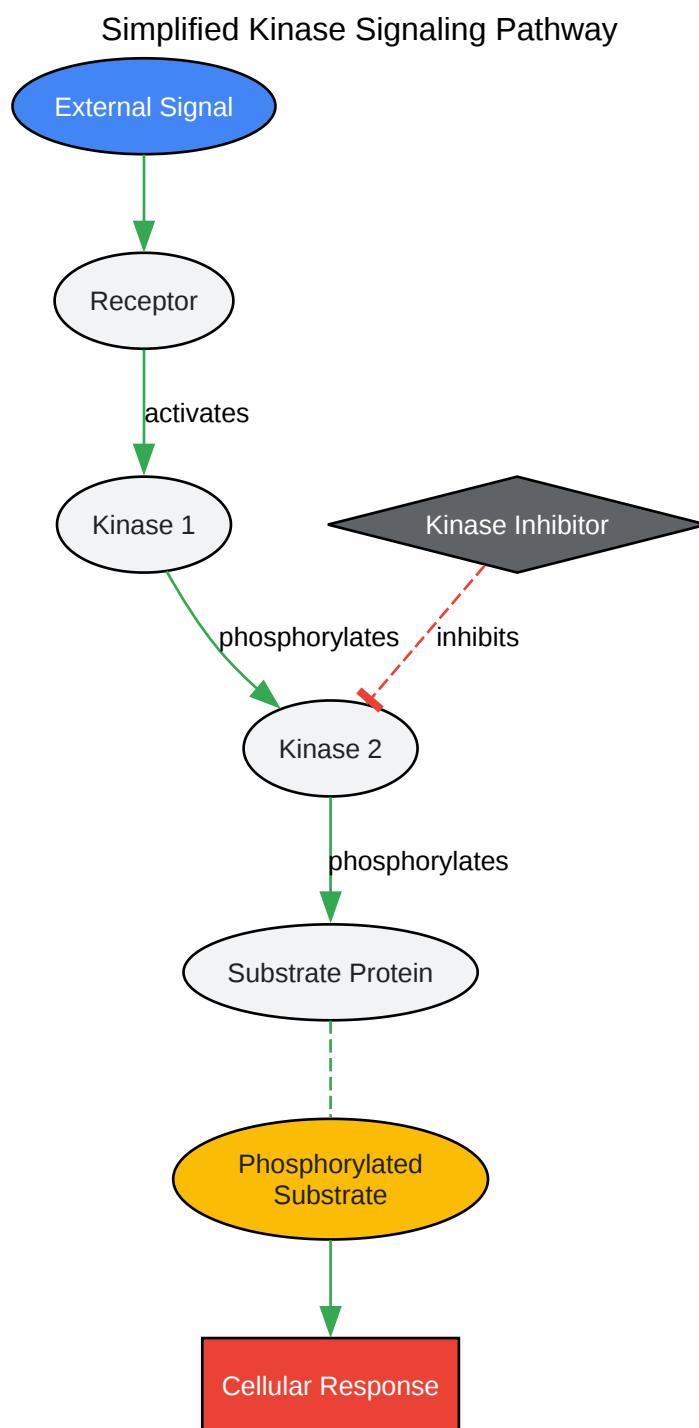 Simplified Kinase Signaling Pathway
External Signal
Receptor
activates
Kinase 1
Kinase Inhibitor
phosphorylates
inhibits
Kinase 2
phosphorylates
Substrate Protein
Phosphorylated
Substrate
Cellular Response